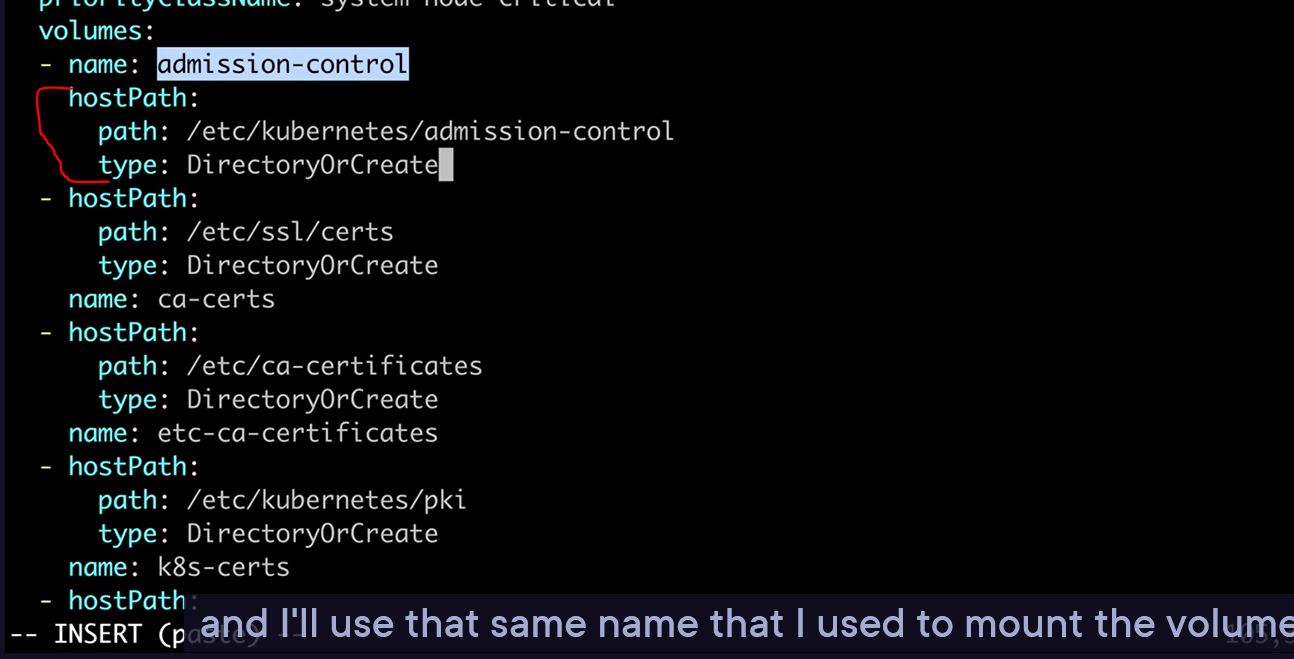 priorityClassName: system-node-critical
volumes:
- name: admission-control
hostPath:
path: /etc/kubernetes/admission-control
type: DirectoryOrCreate
- hostPath:
path: /etc/ssl/certs
type: DirectoryOrCreate
name: ca-certs
- hostPath:
path: /etc/ca-certificates
type: DirectoryOrCreate
name: etc-ca-certificates
- hostPath:
path: /etc/kubernetes/pki
type: DirectoryOrCreate
name: k8s-certs
- hostPath:
-- INSERT (paste) --
and I'll use that same name that I used to mount the volume